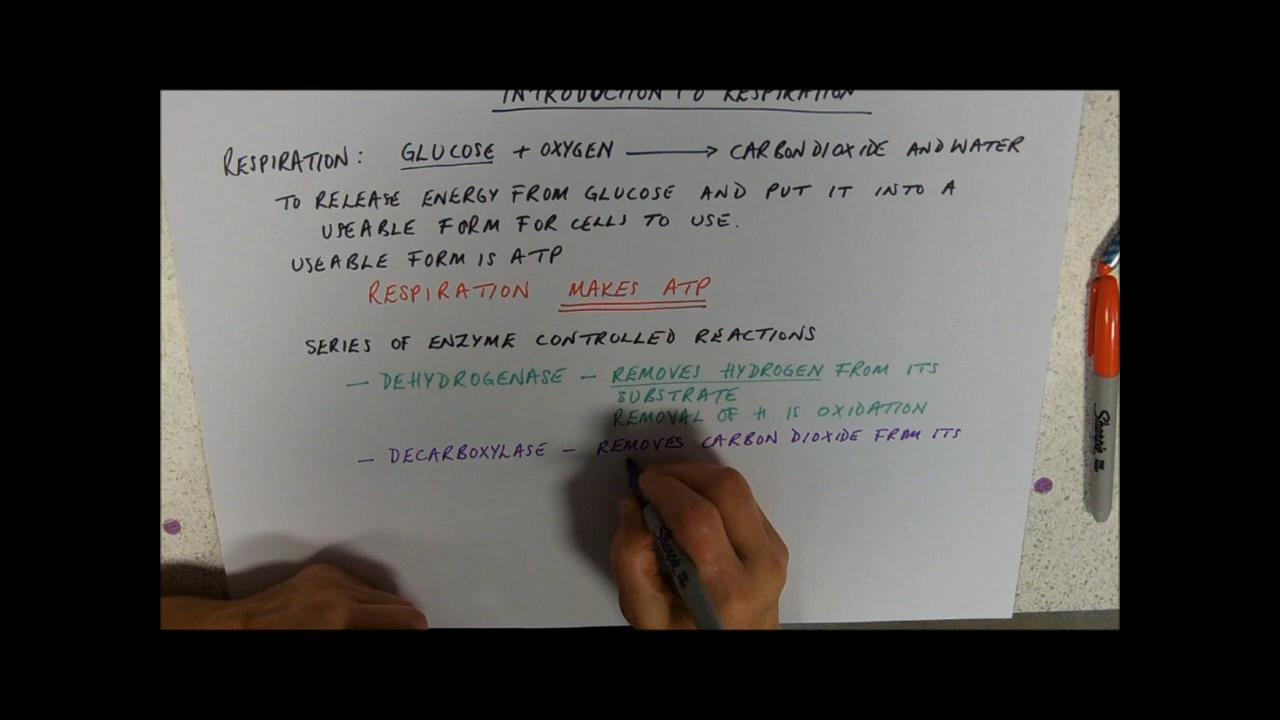 INTRODUCTION TO RESPIRATION
RESPIRATION: GLUCOSE + OXYGEN ⟶ CARBON DIOXIDE AND WATER
TO RELEASE ENERGY FROM GLUCOSE AND PUT IT INTO A
USEABLE FORM FOR CELLS TO USE.
USEABLE FORM IS ATP
RESPIRATION MAKES ATP
SERIES OF ENZYME CONTROLLED REACTIONS
— DEHYDROGENASE – REMOVES HYDROGEN FROM ITS
SUBSTRATE
REMOVAL OF H IS OXIDATION
— DECARBOXYLASE – REMOVES CARBON DIOXIDE FROM ITS
Sharpie
Sharpie